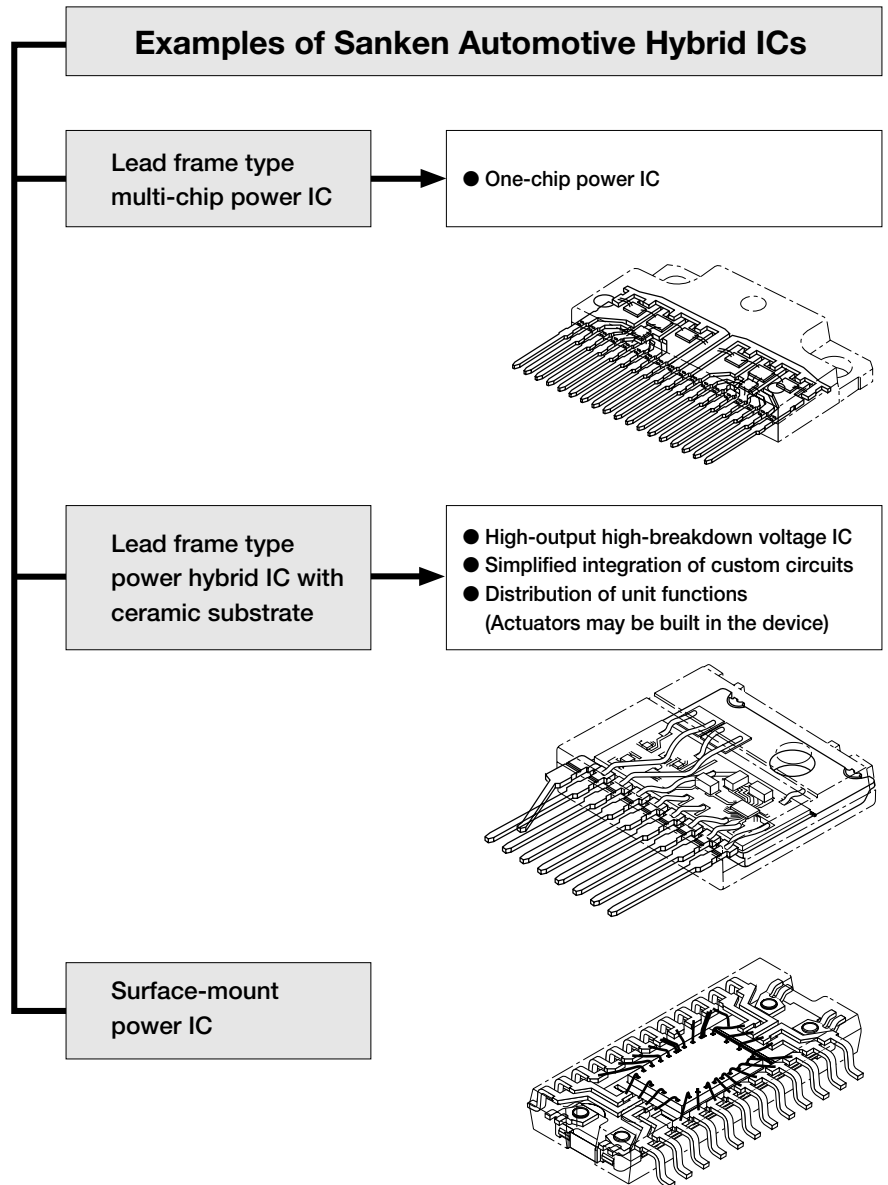 Examples of Sanken Automotive Hybrid ICs
Lead frame type
multi-chip power IC
● One-chip power IC
Lead frame type
power hybrid IC with
ceramic substrate
● High-output high-breakdown voltage IC
● Simplified integration of custom circuits
● Distribution of unit functions
(Actuators may be built in the device)
Surface-mount
power IC